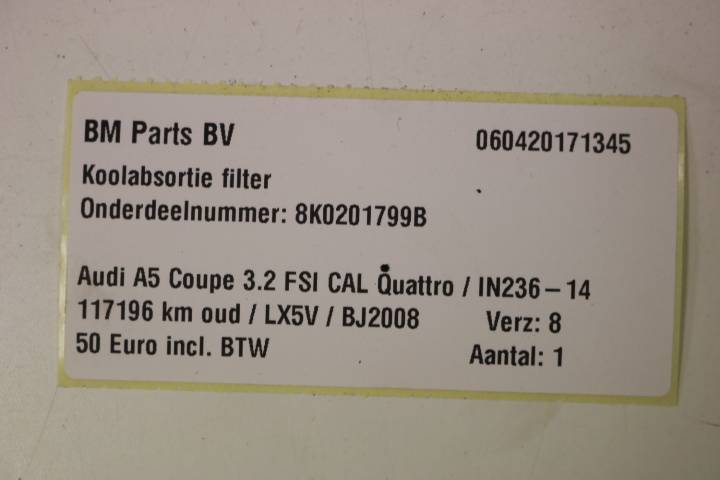 BM Parts BV 060420171345
Koolabsortie filter
Onderdeelnummer: 8K0201799B
Audi A5 Coupe 3.2 FSI CAL Quattro / IN236-14
117196 km oud / LX5V / BJ2008 Verz: 8
50 Euro incl. BTW Aantal: 1